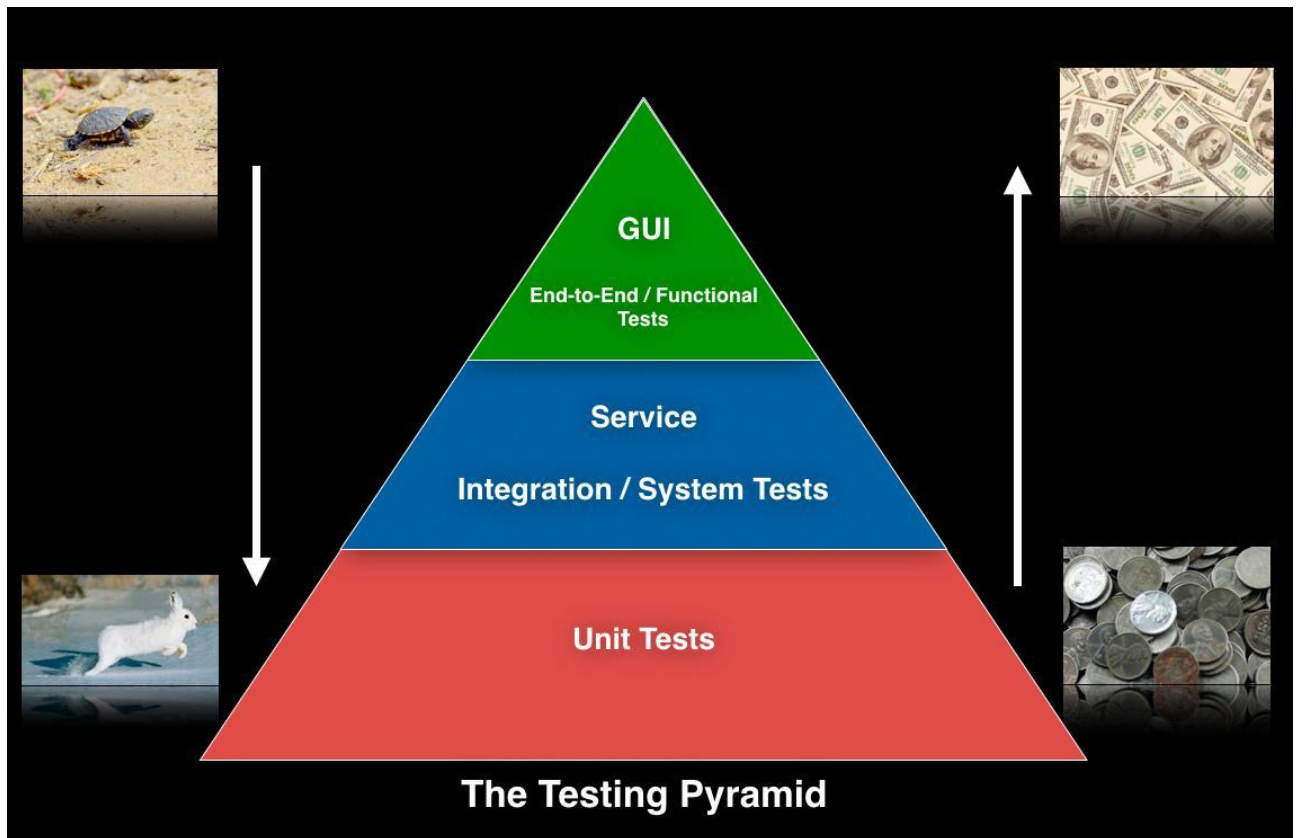 GUI
End-to-End / Functional
Tests
Service
Integration / System Tests
Unit Tests
The Testing Pyramid